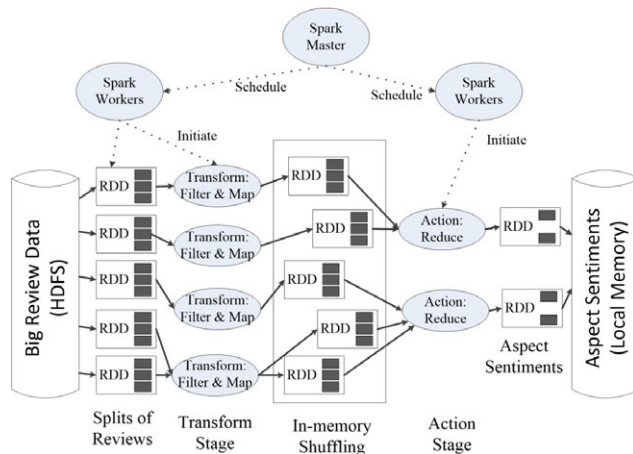 Spark
Master
Spark
Workers
Schedule
Schedule
Spark
Workers
Initiate
Initiate
Big Review Data
(HDFS)
RDD
Transform:
Filter & Map
RDD
RDD
Transform:
Filter & Map
RDD
Action:
Reduce
RDD
RDD
Transform:
Filter & Map
RDD
Action:
Reduce
RDD
RDD
RDD
RDD
Transform:
Filter & Map
RDD
Aspect
Sentiments
Aspect Sentiments
(Local Memory)
Splits of
Reviews
Transform
Stage
In-memory
Shuffling
Action
Stage